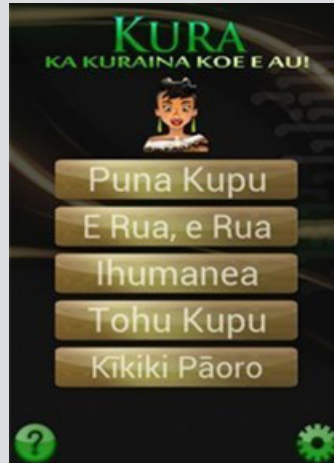 KURA
KA KURAINA KOE E AU!
Puna Kupu
E Rua, e Rua
Ihumanea
Tohu Kupu
Kīkiki Pāoro
?